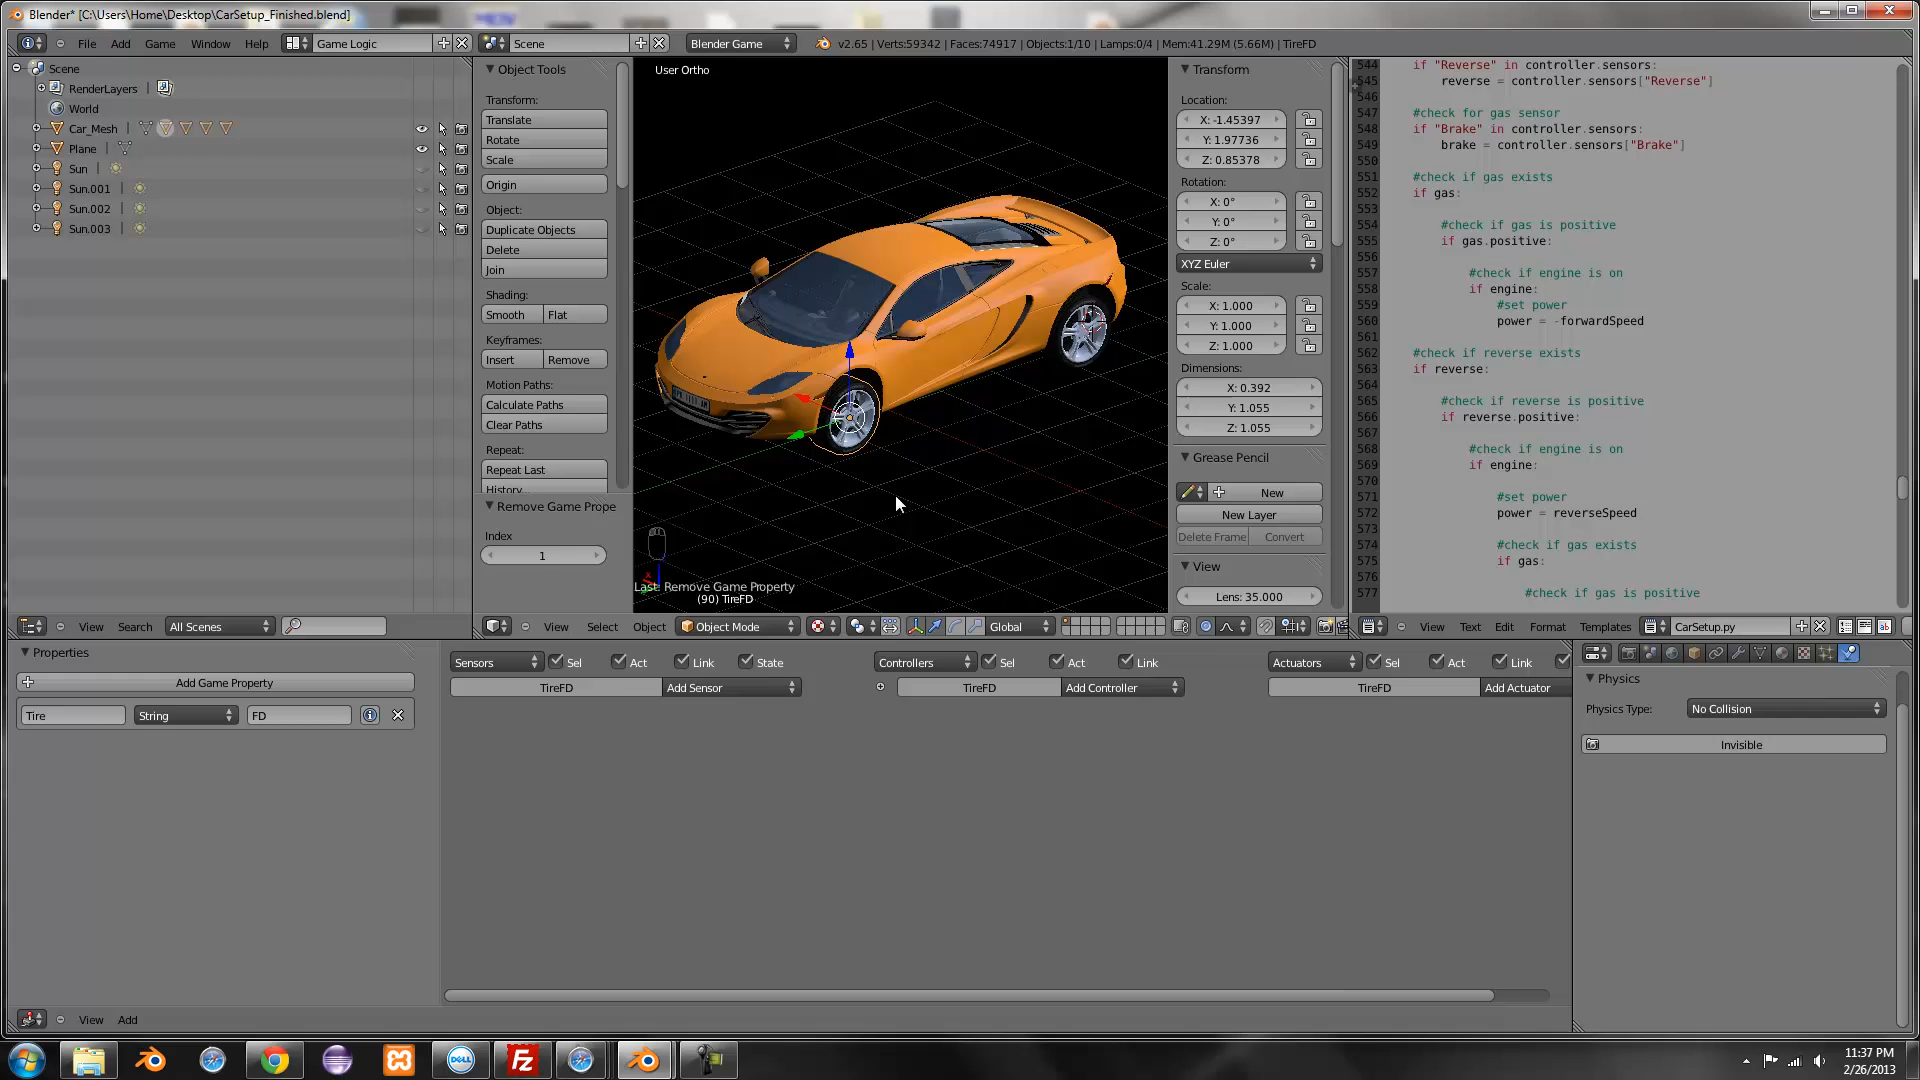 Blender* [C:\Users\Home\Desktop\CarSetup_Finished.blend]
File Add Game Window Help Game Logic Scene Blender Game v2.65 | Verts:59342 | Faces:74917 | Objects:1/10 | Lamps:0/4 | Mem:41.29M (5.66M) | TireFD
Scene
RenderLayers
World
Car_Mesh
Plane
Sun
Sun.001
Sun.002
Sun.003
View Search All Scenes
Object Tools
Transform:
Translate
Rotate
Scale
Origin
Object:
Duplicate Objects
Delete
Join
Shading:
Smooth Flat
Keyframes:
Insert Remove
Motion Paths:
Calculate Paths
Clear Paths
Repeat:
Repeat Last
History...
Remove Game Prope
Index
1
User Ortho
Last: Remove Game Property
(90) TireFD
View Select Object Object Mode Global
Transform
Location:
X: -1.45397
Y: 1.97736
Z: 0.85378
Rotation:
X: 0°
Y: 0°
Z: 0°
XYZ Euler
Scale:
X: 1.000
Y: 1.000
Z: 1.000
Dimensions:
X: 0.392
Y: 1.055
Z: 1.055
Grease Pencil
New
New Layer
Delete Frame Convert
View
Lens: 35.000
544 if "Reverse" in controller.sensors:
545 reverse = controller.sensors["Reverse"]
546
547 #check for gas sensor
548 if "Brake" in controller.sensors:
549 brake = controller.sensors["Brake"]
550
551 #check if gas exists
552 if gas:
553
554 #check if gas is positive
555 if gas.positive:
556
557 #check if engine is on
558 if engine:
559 #set power
560 power = -forwardSpeed
561
562 #check if reverse exists
563 if reverse:
564
565 #check if reverse is positive
566 if reverse.positive:
567
568 #check if engine is on
569 if engine:
570
571 #set power
572 power = reverseSpeed
573
574 #check if gas exists
575 if gas:
576
577 #check if gas is positive
View Text Edit Format Templates CarSetup.py
Properties
Add Game Property
Tire String FD
Sensors Sel Act Link State Controllers Sel Act Link Actuators Sel Act Link
TireFD Add Sensor TireFD Add Controller TireFD Add Actuator
Physics
Physics Type: No Collision
Invisible
View Add
11:37 PM
2/26/2013